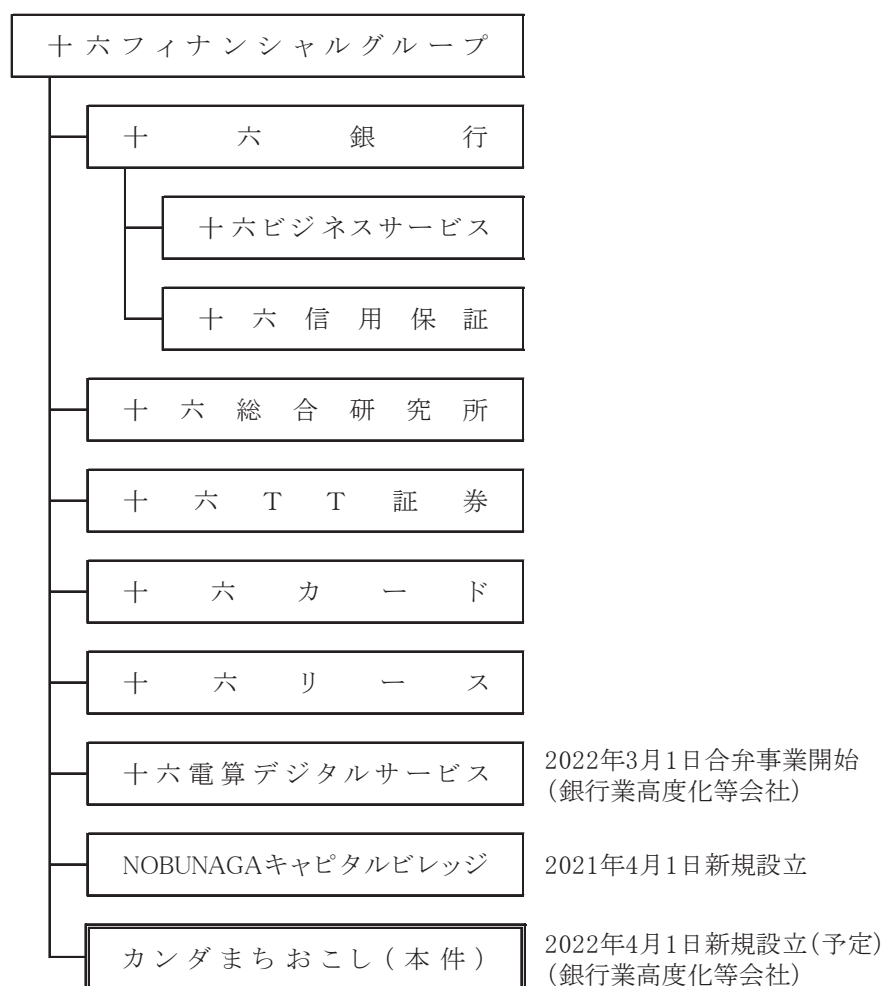 十六フィナンシャルグループ
十六銀行
十六ビジネスサービス
十六信用保証
十六総合研究所
十六TT証券
十六カード
十六リース
十六電算デジタルサービス
2022年3月1日合弁事業開始
(銀行業高度化等会社)
NOBUNAGAキャピタルビレッジ
2021年4月1日新規設立
カンダまちおこし(本件)
2022年4月1日新規設立(予定)
(銀行業高度化等会社)